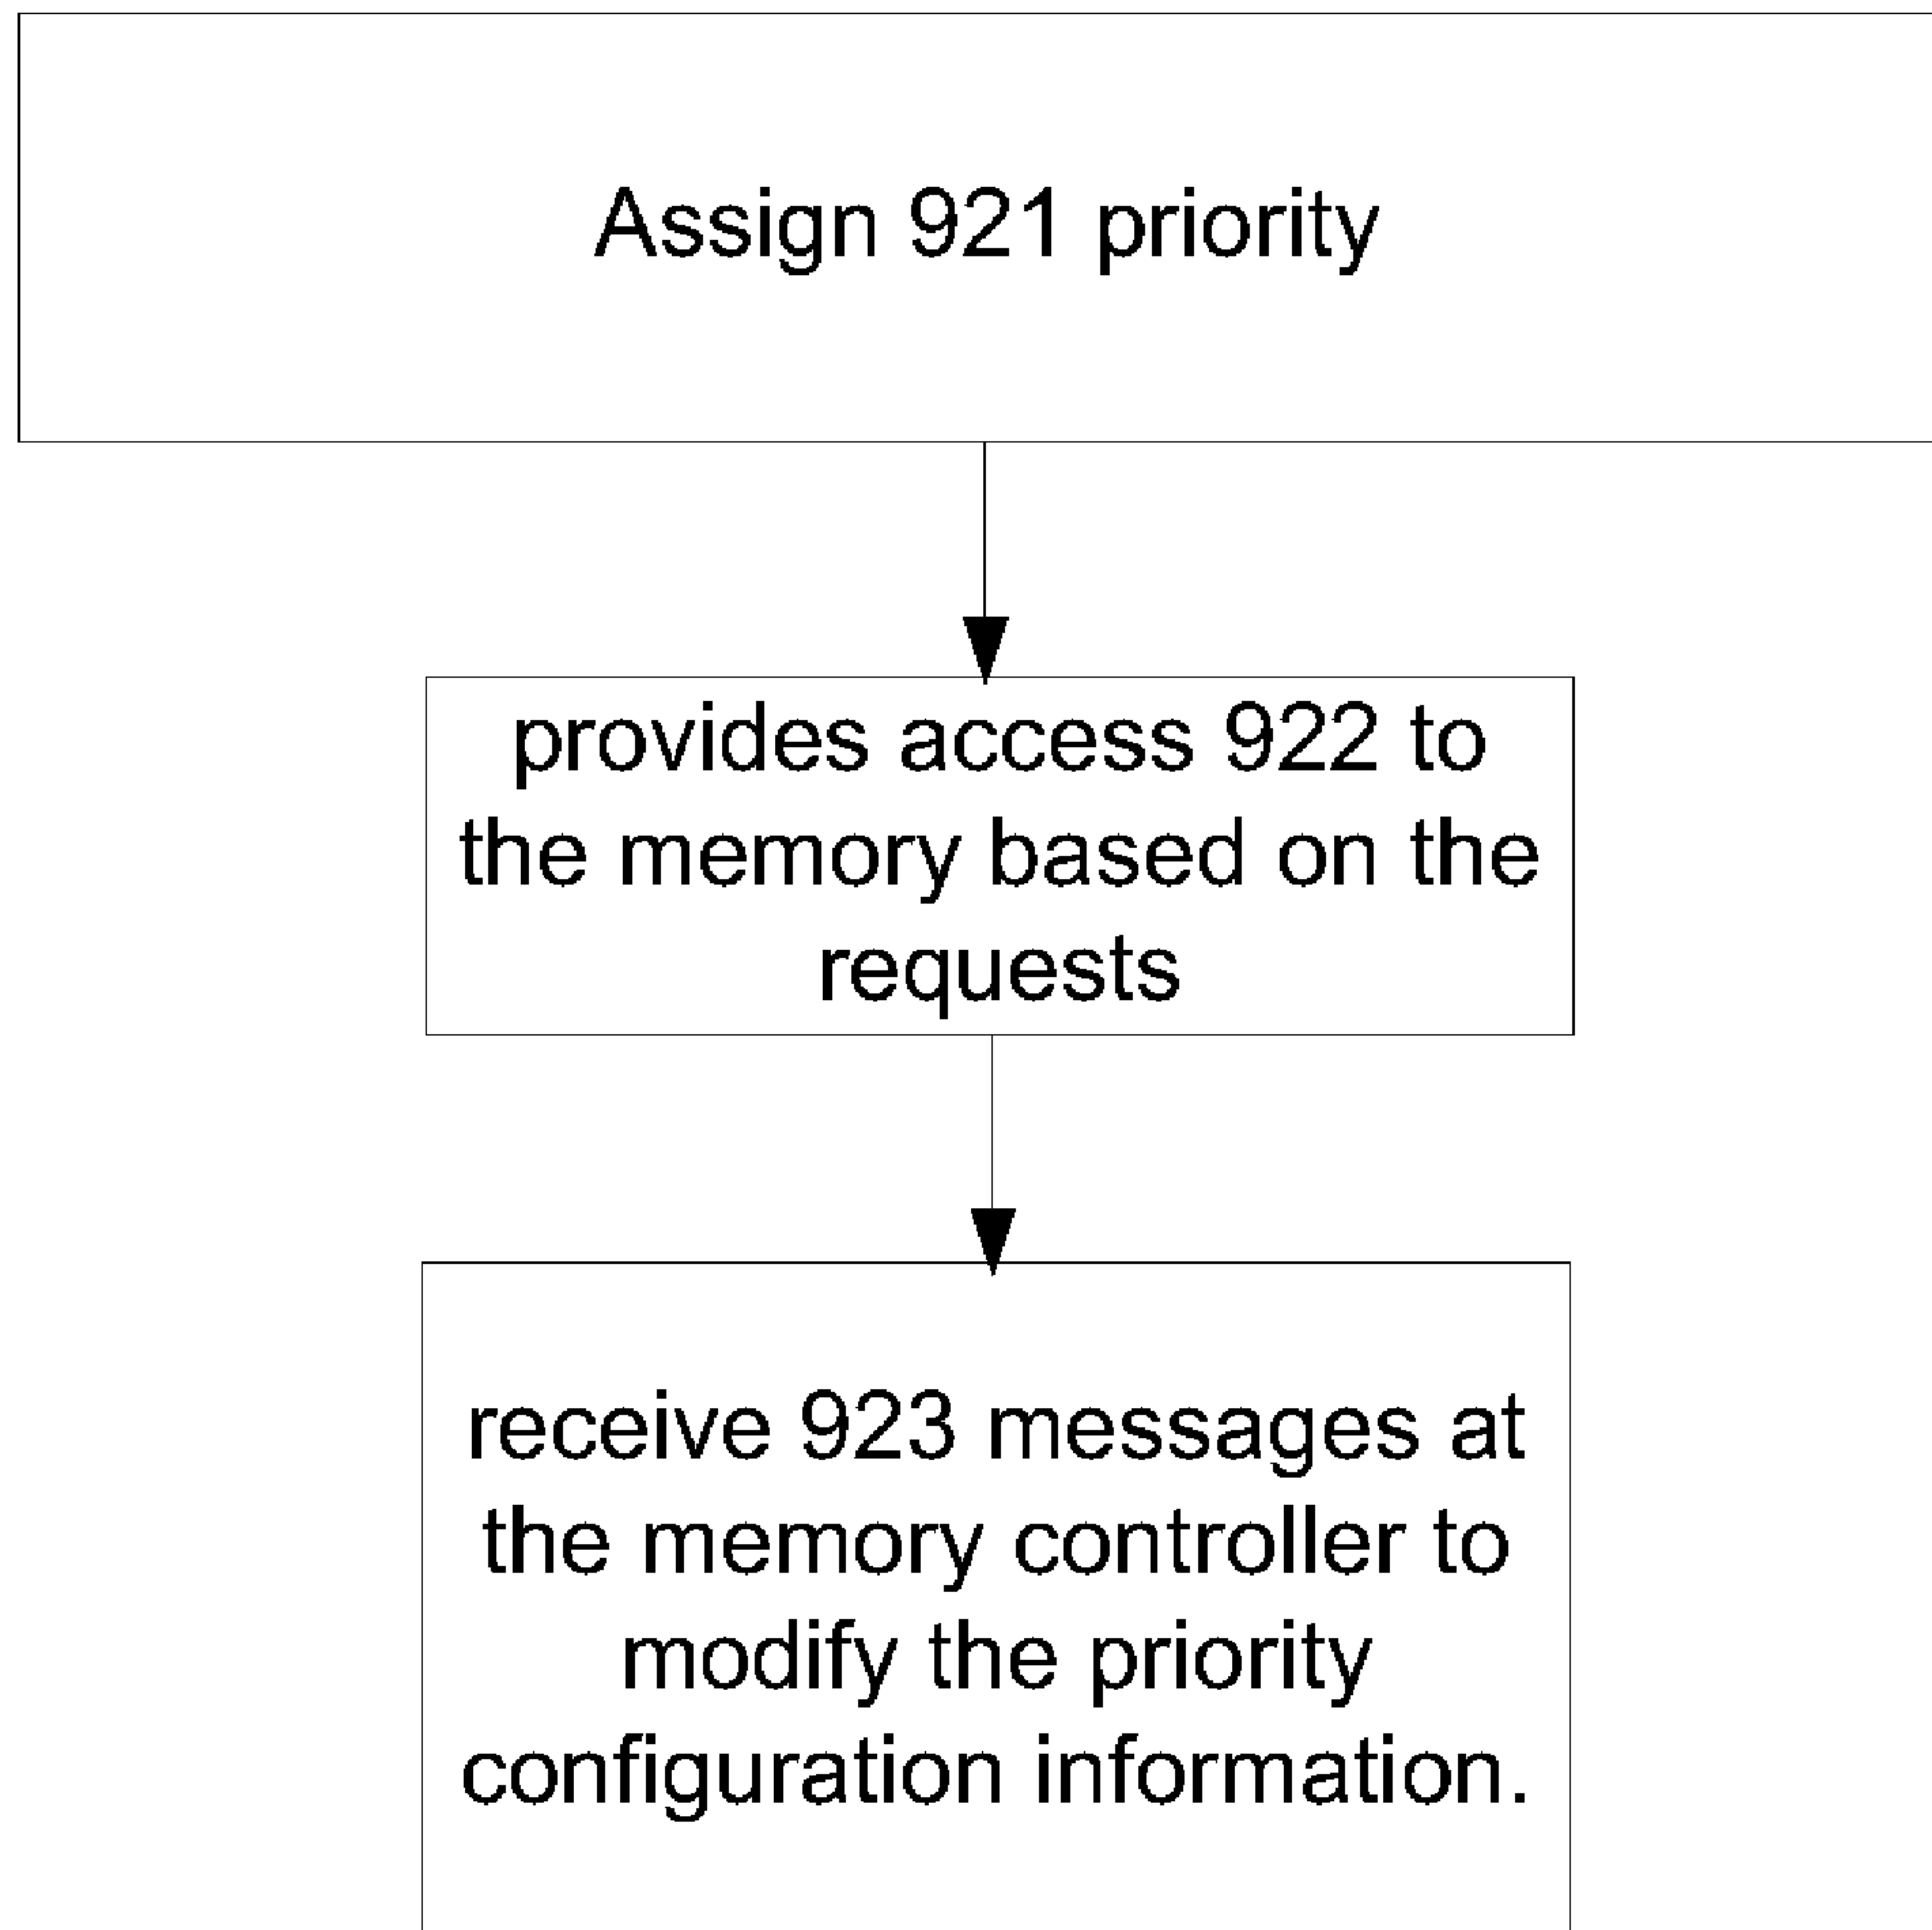 Assign 921 priority
provides access 922 to
the memory based on the
requests
receive 923 messages at
the memory controller to
modify the priority
configuration information.